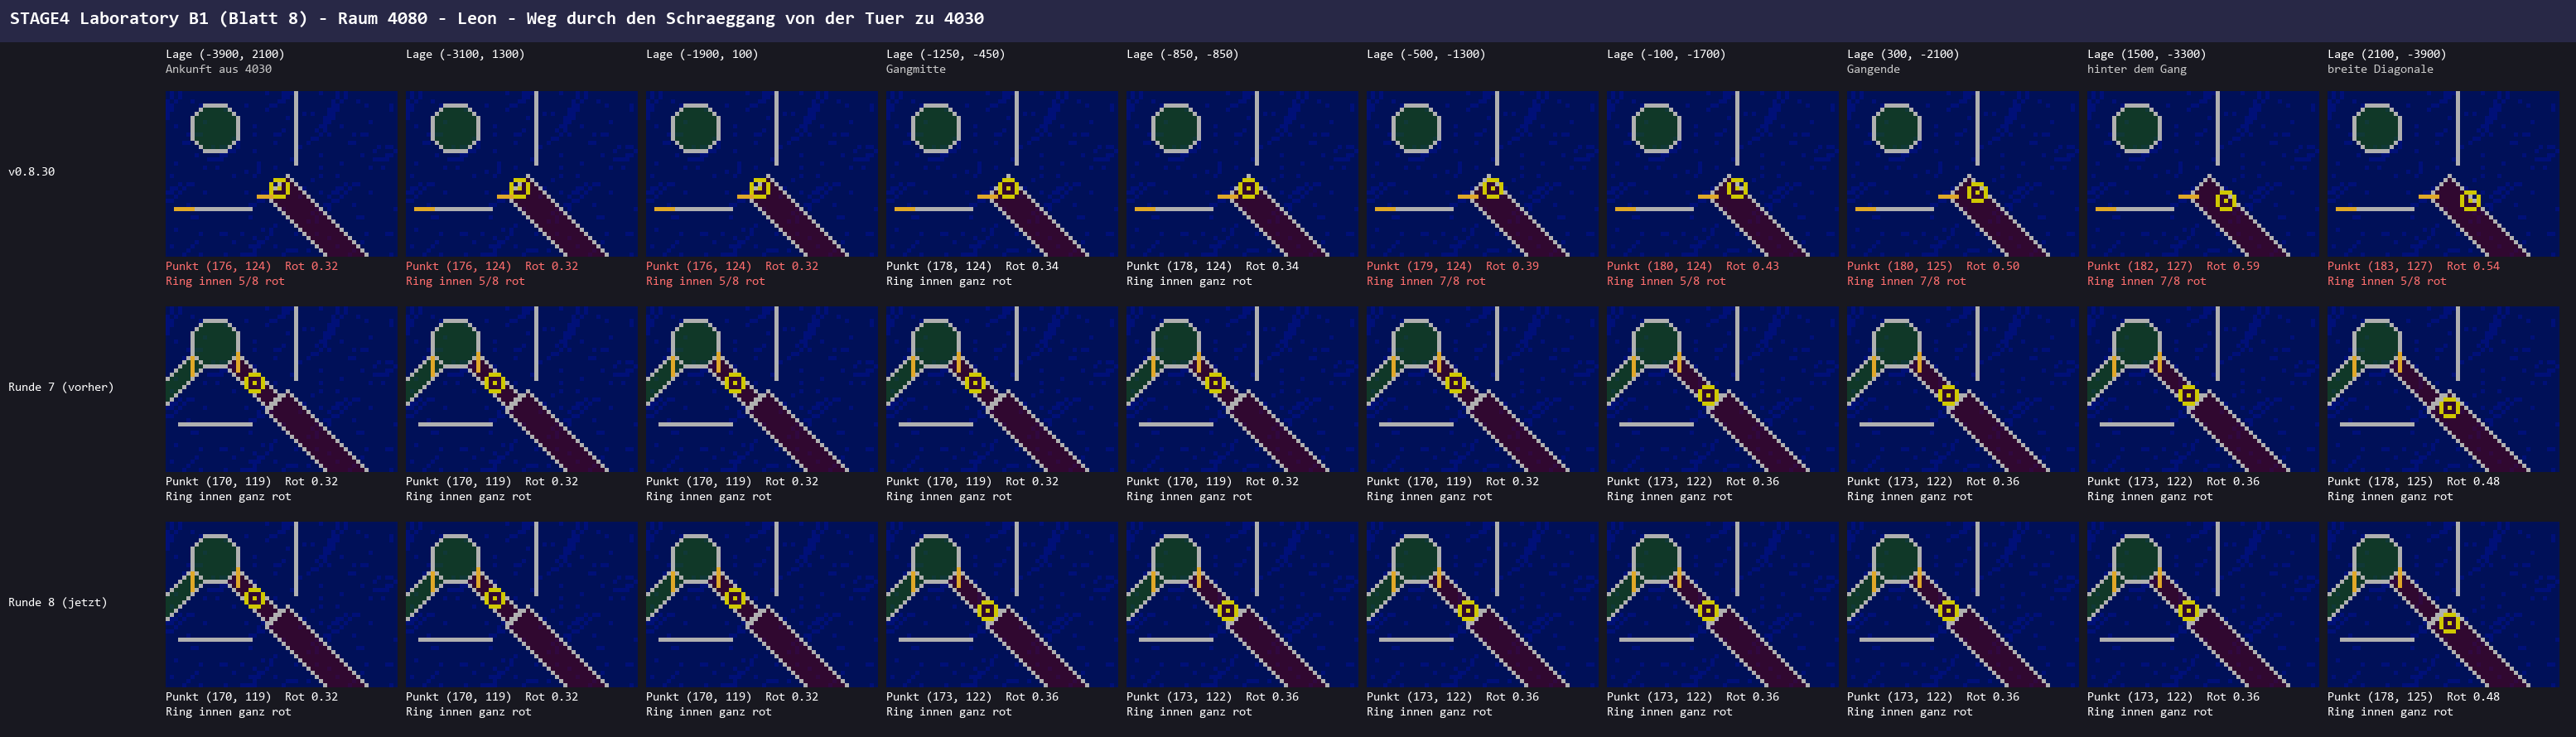 STAGE4 Laboratory B1 (Blatt 8) - Raum 4080 - Leon - Weg durch den Schraeggang von der Tuer zu 4030
Lage (-3900, 2100) Lage (-3100, 1300) Lage (-1900, 100) Lage (-1250, -450) Lage (-850, -850) Lage (-500, -1300) Lage (-100, -1700) Lage (300, -2100) Lage (1500, -3300) Lage (2100, -3900)
Ankunft aus 4030 Gangmitte Gangende hinter dem Gang breite Diagonale
v0.8.30
Punkt (176, 124) Rot 0.32 Punkt (176, 124) Rot 0.32 Punkt (176, 124) Rot 0.32 Punkt (178, 124) Rot 0.34 Punkt (178, 124) Rot 0.34 Punkt (179, 124) Rot 0.39 Punkt (180, 124) Rot 0.43 Punkt (180, 125) Rot 0.50 Punkt (182, 127) Rot 0.59 Punkt (183, 127) Rot 0.54
Ring innen 5/8 rot Ring innen 5/8 rot Ring innen 5/8 rot Ring innen ganz rot Ring innen ganz rot Ring innen 7/8 rot Ring innen 5/8 rot Ring innen 7/8 rot Ring innen 7/8 rot Ring innen 5/8 rot
Runde 7 (vorher)
Punkt (170, 119) Rot 0.32 Punkt (170, 119) Rot 0.32 Punkt (170, 119) Rot 0.32 Punkt (170, 119) Rot 0.32 Punkt (170, 119) Rot 0.32 Punkt (170, 119) Rot 0.32 Punkt (173, 122) Rot 0.36 Punkt (173, 122) Rot 0.36 Punkt (173, 122) Rot 0.36 Punkt (178, 125) Rot 0.48
Ring innen ganz rot Ring innen ganz rot Ring innen ganz rot Ring innen ganz rot Ring innen ganz rot Ring innen ganz rot Ring innen ganz rot Ring innen ganz rot Ring innen ganz rot Ring innen ganz rot
Runde 8 (jetzt)
Punkt (170, 119) Rot 0.32 Punkt (170, 119) Rot 0.32 Punkt (170, 119) Rot 0.32 Punkt (173, 122) Rot 0.36 Punkt (173, 122) Rot 0.36 Punkt (173, 122) Rot 0.36 Punkt (173, 122) Rot 0.36 Punkt (173, 122) Rot 0.36 Punkt (173, 122) Rot 0.36 Punkt (178, 125) Rot 0.48
Ring innen ganz rot Ring innen ganz rot Ring innen ganz rot Ring innen ganz rot Ring innen ganz rot Ring innen ganz rot Ring innen ganz rot Ring innen ganz rot Ring innen ganz rot Ring innen ganz rot